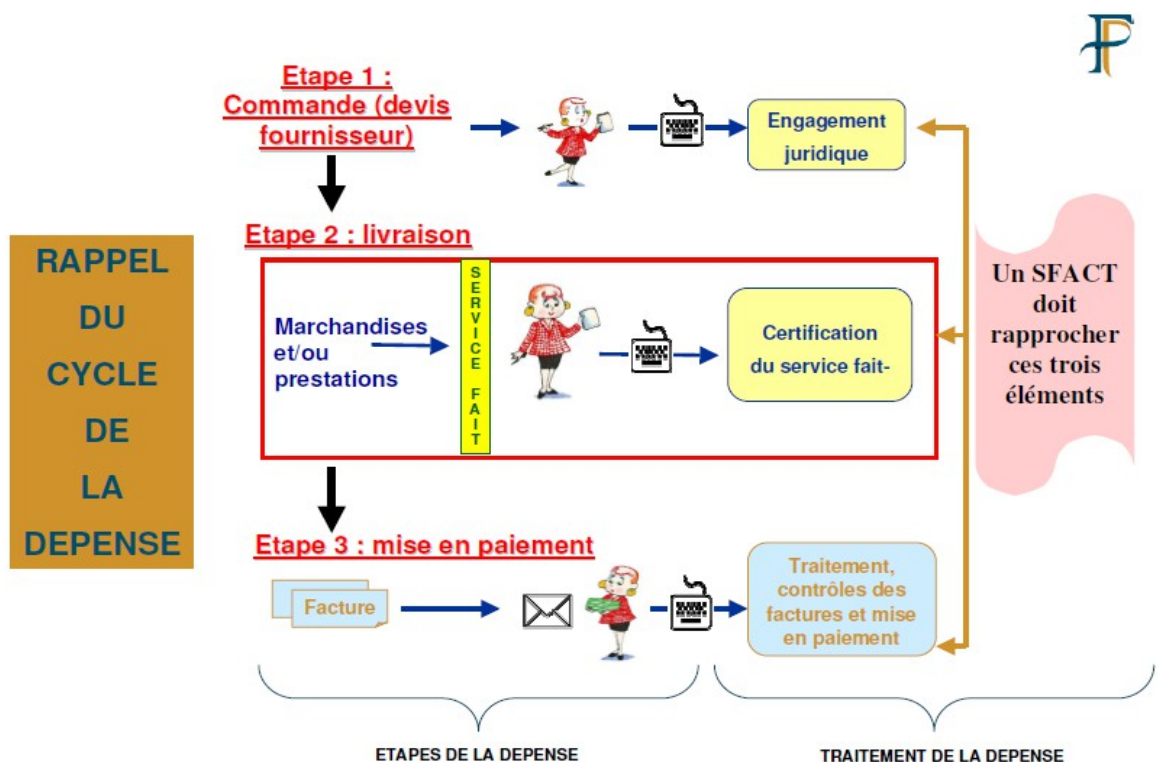 RAPPEL
DU
CYCLE
DE
LA
DEPENSE
Etape 1 :
Commande (devis
fournisseur)
Engagement
juridique
Etape 2 : livraison
Marchandises
et/ou
prestations
SERVICE FAIT
Certification
du service fait-
Un SFACT
doit
rapprocher
ces trois
éléments
Etape 3 : mise en paiement
Facture
Traitement,
contrôles des
factures et mise
en paiement
ETAPES DE LA DEPENSE
TRAITEMENT DE LA DEPENSE